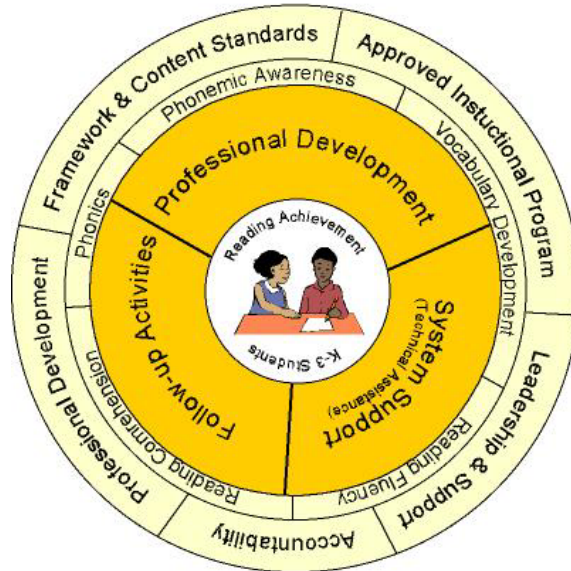 Framework & Content Standards
Approved Instuctional Program
Leadership & Support
Accountability
Professional Development
Phonemic Awareness
Vocabulary Development
Reading Fluency
Reading Comrehension
Phonics
Professional Development
System Support
(Technical Assistance)
Follow-up Activities
Reading Achievement
K-3 Students